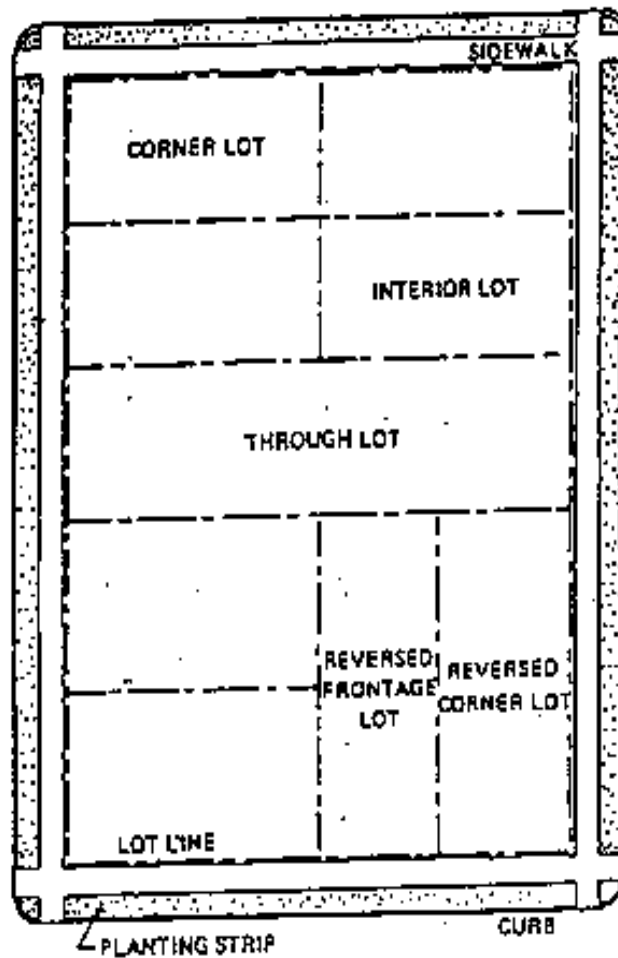 SIDEWALK
CORNER LOT
INTERIOR LOT
THROUGH LOT
REVERSED
FRONTAGE
LOT
REVERSED
CORNER LOT
LOT LINE
CURB
PLANTING STRIP